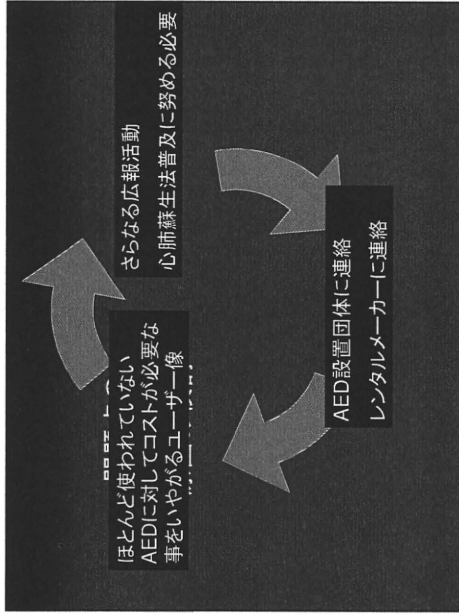 ほとんど使われていない
AEDに対してコストが必要な
事をいやがるユーザー像
さらなる広報活動
心肺蘇生法普及に努める必要
AED設置団体に連絡
レンタルメーカーに連絡